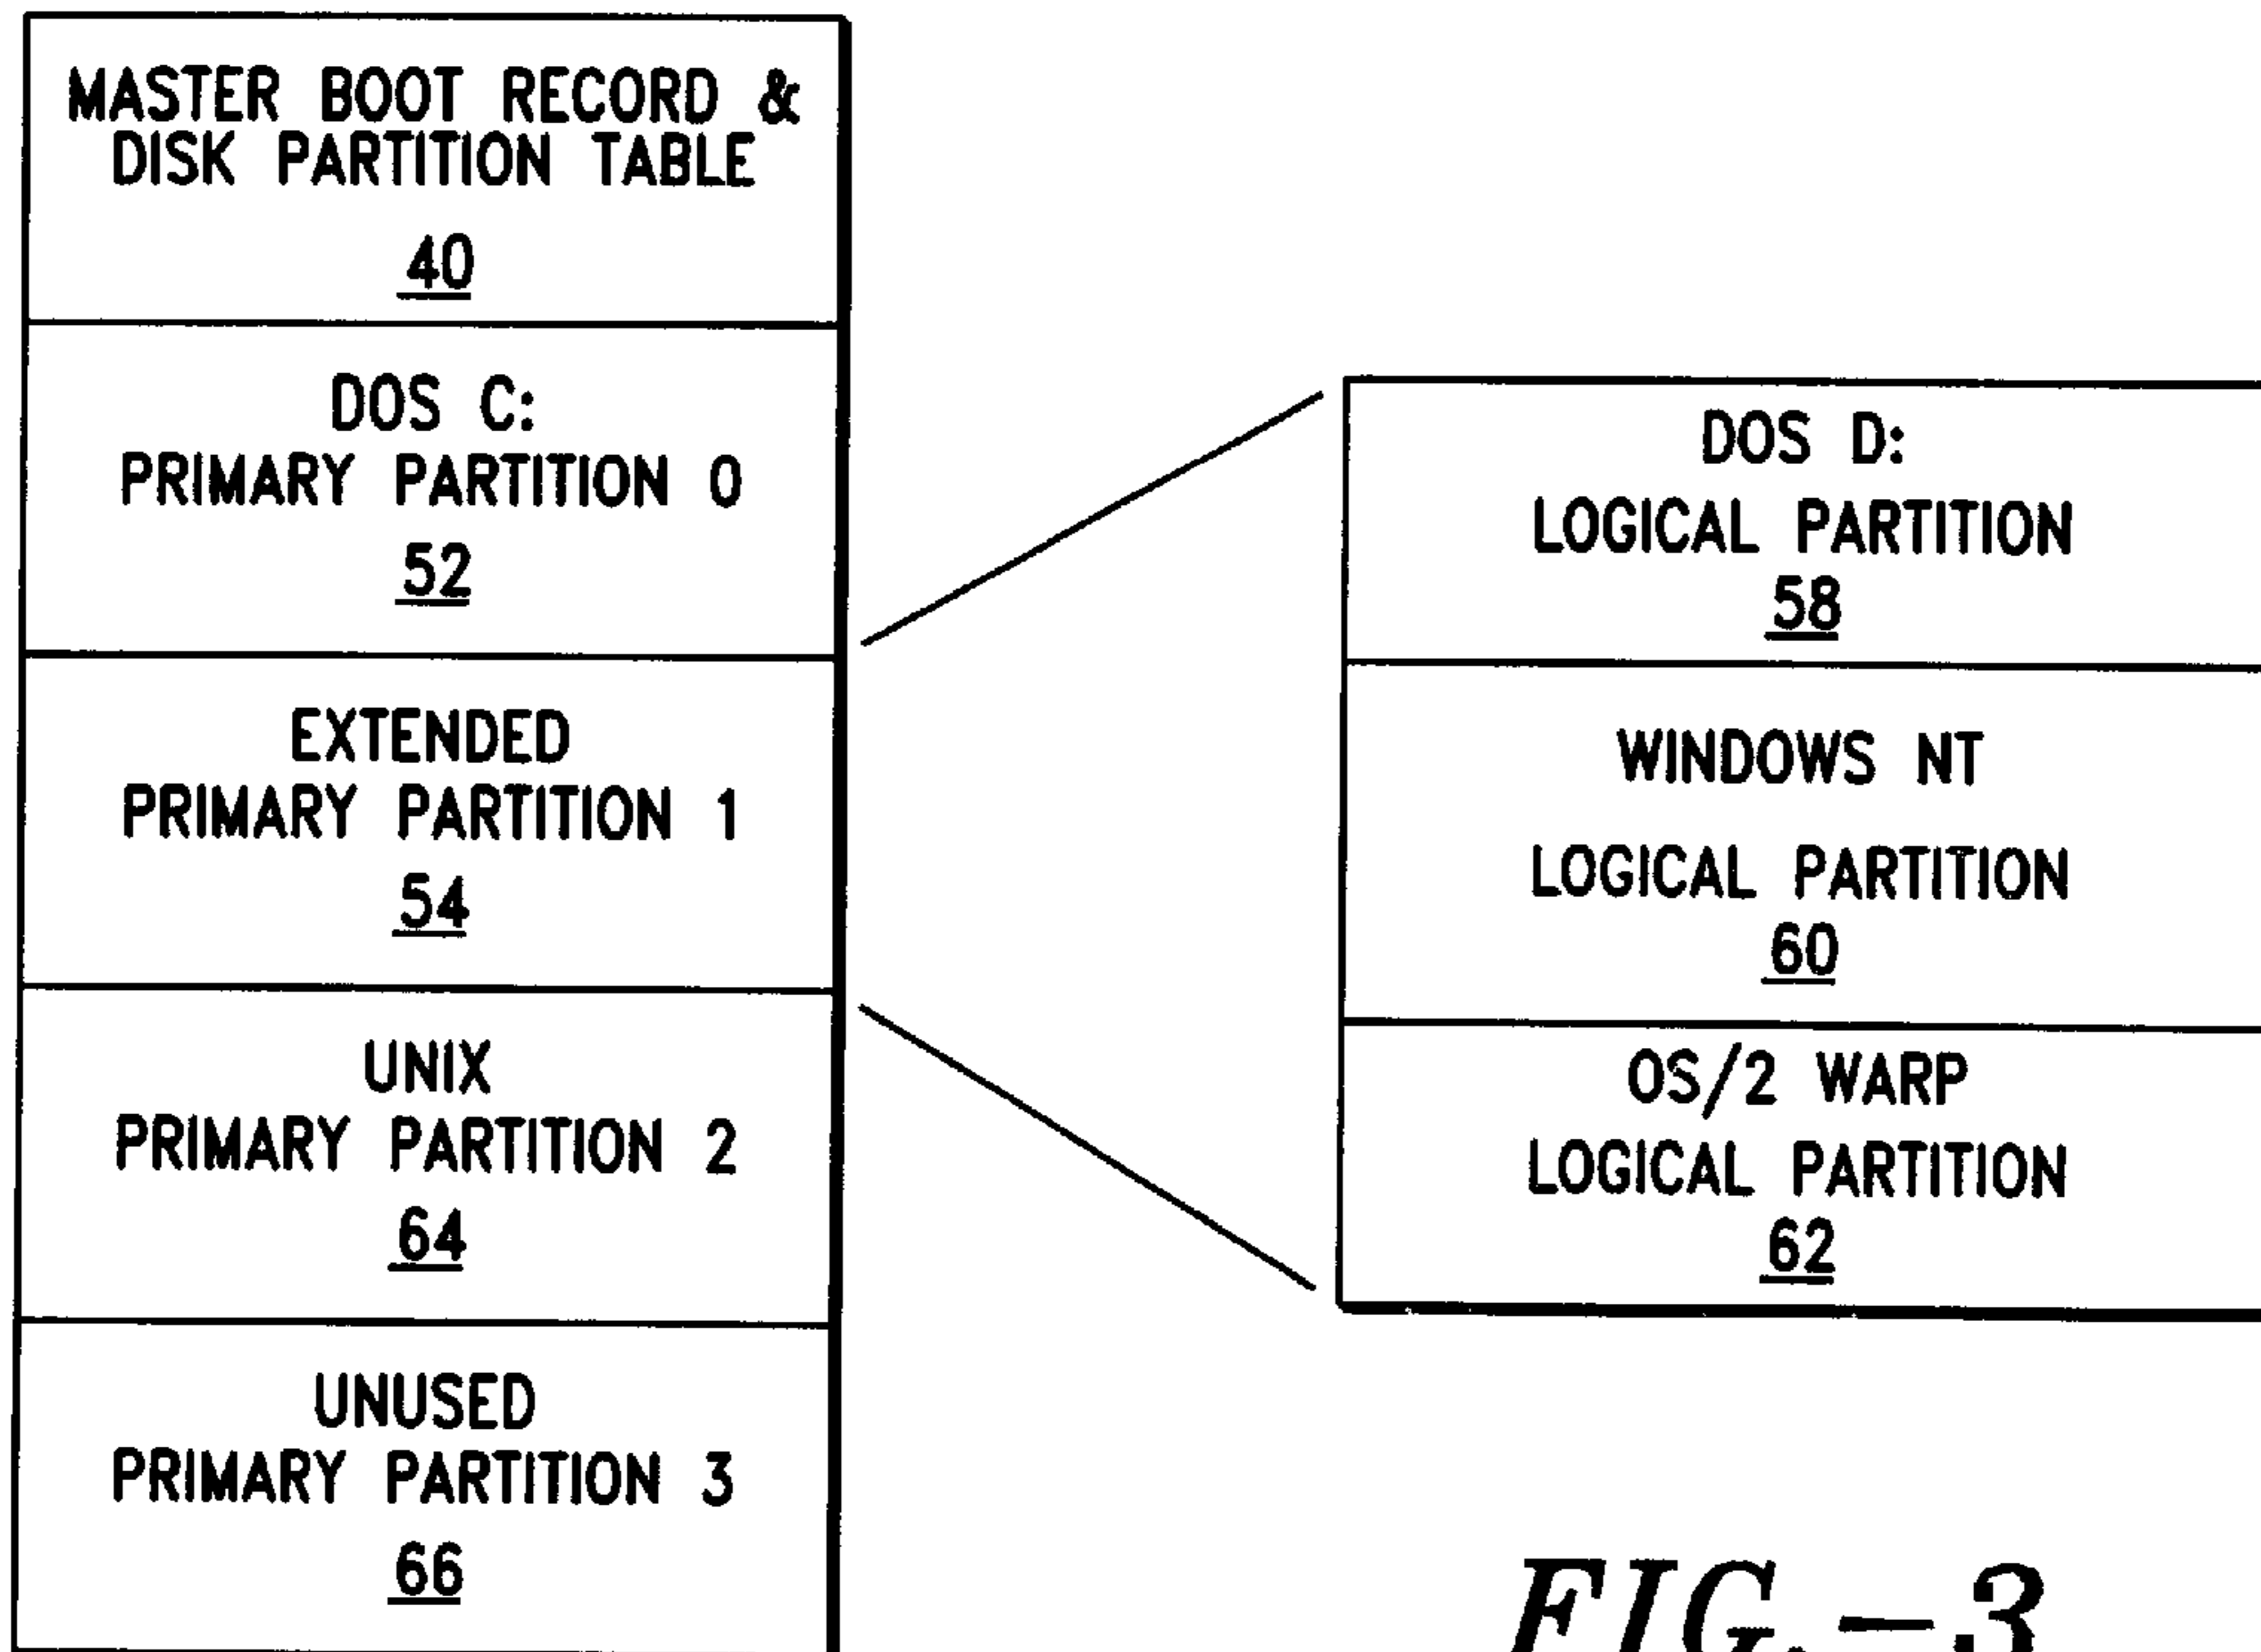 MASTER BOOT RECORD &
DISK PARTITION TABLE
40
DOS C:
PRIMARY PARTITION 0
52
EXTENDED
PRIMARY PARTITION 1
54
UNIX
PRIMARY PARTITION 2
64
UNUSED
PRIMARY PARTITION 3
66
DOS D:
LOGICAL PARTITION
58
WINDOWS NT
LOGICAL PARTITION
60
OS/2 WARP
LOGICAL PARTITION
62
FIG.-3